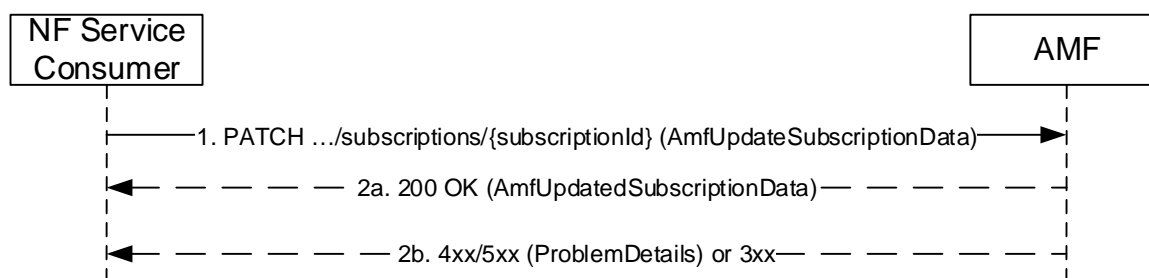 NF Service
Consumer
AMF
1. PATCH …/subscriptions/{subscriptionId} (AmfUpdateSubscriptionData)
2a. 200 OK (AmfUpdatedSubscriptionData)
2b. 4xx/5xx (ProblemDetails) or 3xx